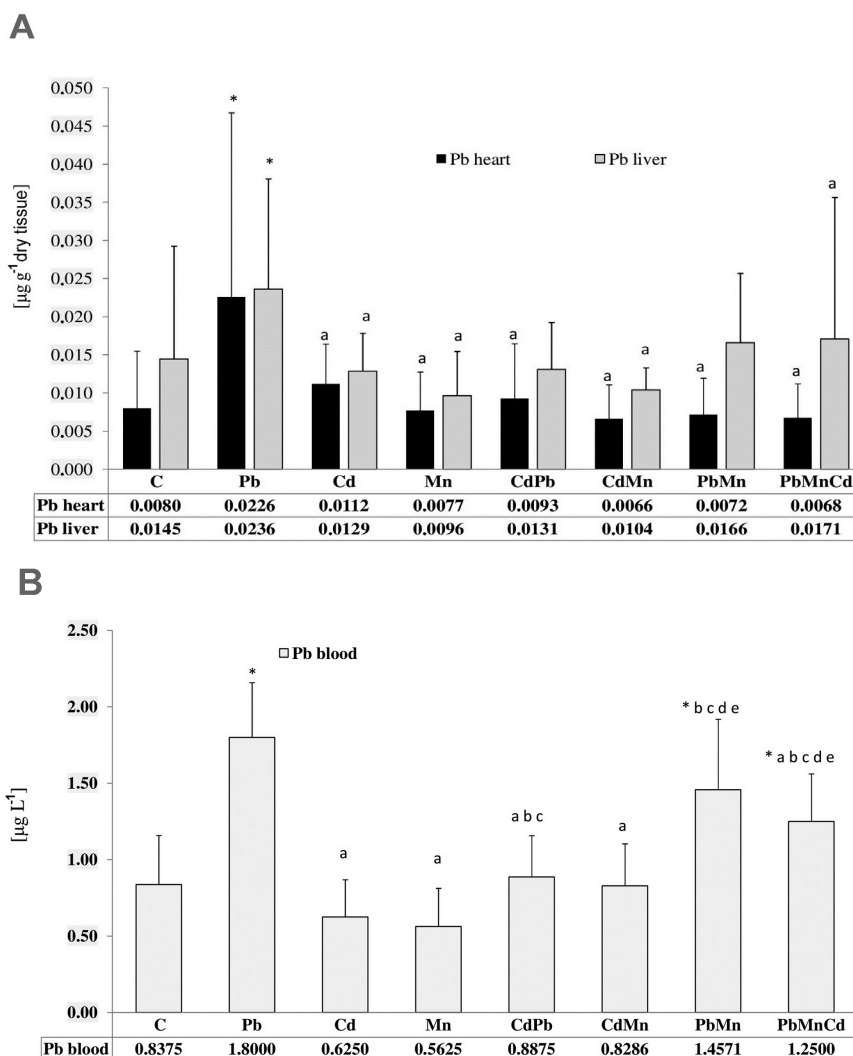 A
0.050
0.045
0.040
0.035
0.030
0.025
0.020
0.015
0.010
0.005
0.000
[µg g-1 dry tissue]
■ Pb heart □ Pb liver
* *
a a a a a a a a a a
C Pb Cd Mn CdPb CdMn PbMn PbMnCd
Pb heart 0.0080 0.0226 0.0112 0.0077 0.0093 0.0066 0.0072 0.0068
Pb liver 0.0145 0.0236 0.0129 0.0096 0.0131 0.0104 0.0166 0.0171
B
2.50
2.00
1.50
1.00
0.50
0.00
[µg L-1]
□ Pb blood
* a a a b c a * b c d e * a b c d e
C Pb Cd Mn CdPb CdMn PbMn PbMnCd
Pb blood 0.8375 1.8000 0.6250 0.5625 0.8875 0.8286 1.4571 1.2500